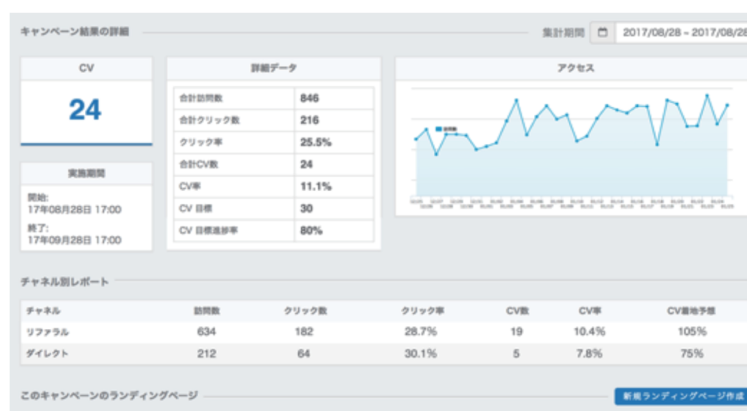 キャンペーン結果の詳細
集計期間 2017/08/28 ~ 2017/08/28
CV
24
実施期間
開始:
17年08月28日 17:00
終了:
17年09月28日 17:00
詳細データ
合計訪問数 846
合計クリック数 216
クリック率 25.5%
合計CV数 24
CV率 11.1%
CV 目標 30
CV 目標進捗率 80%
アクセス
訪問数
チャネル別レポート
チャネル 訪問数 クリック数 クリック率 CV数 CV率 CV着地予想
リファラル 634 182 28.7% 19 10.4% 105%
ダイレクト 212 64 30.1% 5 7.8% 75%
このキャンペーンのランディングページ
新規ランディングページ作成